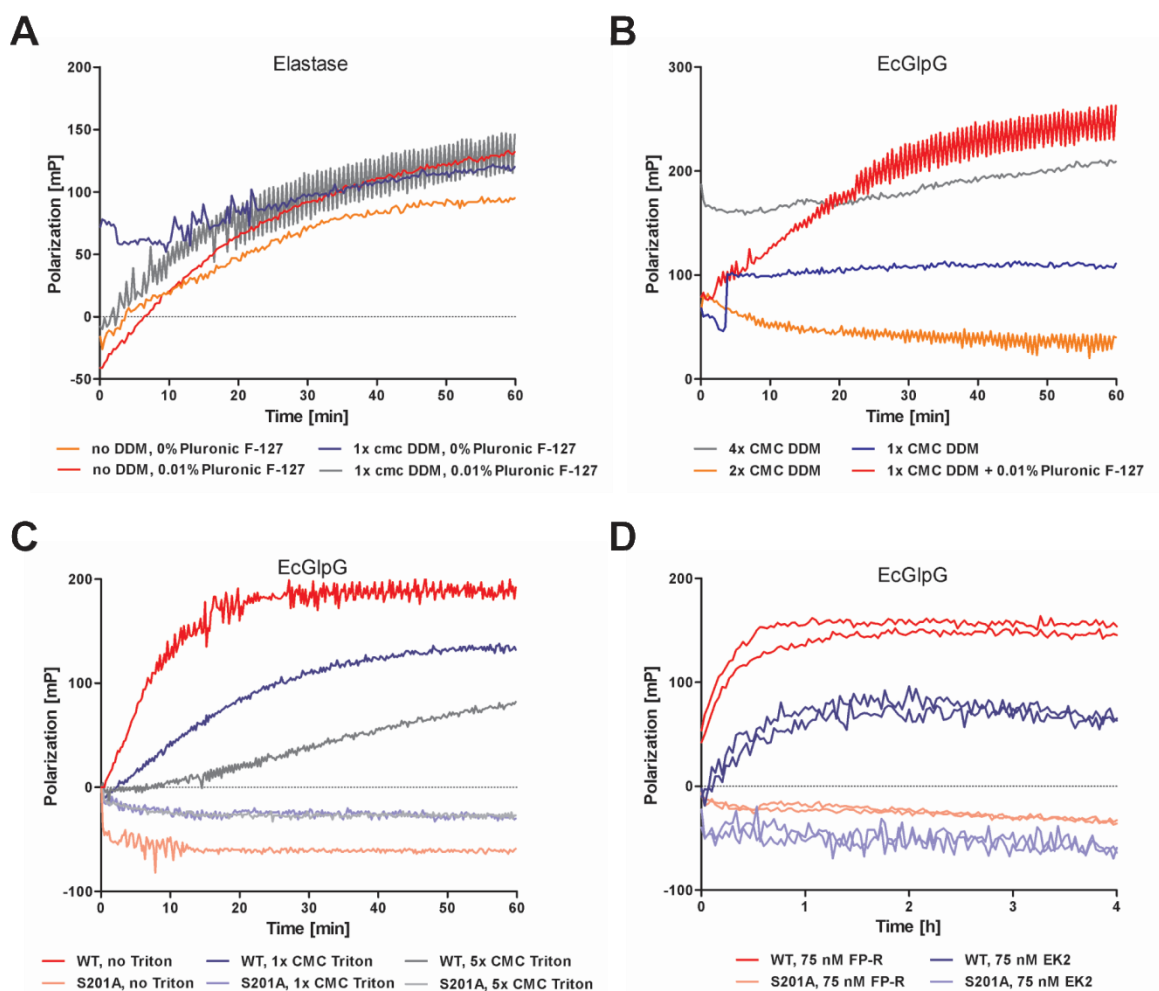 A
Elastase
200
150
100
50
0
-50
Polarization [mP]
0 10 20 30 40 50 60
Time [min]
no DDM, 0% Pluronic F-127
1x cmc DDM, 0% Pluronic F-127
no DDM, 0.01% Pluronic F-127
1x cmc DDM, 0.01% Pluronic F-127
B
EcGlpG
300
200
100
0
Polarization [mP]
0 10 20 30 40 50 60
Time [min]
4x CMC DDM
1x CMC DDM
2x CMC DDM
1x CMC DDM + 0.01% Pluronic F-127
C
EcGlpG
200
100
0
-100
Polarization [mP]
0 10 20 30 40 50 60
Time [min]
WT, no Triton
WT, 1x CMC Triton
WT, 5x CMC Triton
S201A, no Triton
S201A, 1x CMC Triton
S201A, 5x CMC Triton
D
EcGlpG
200
100
0
-100
Polarization [mP]
0 1 2 3 4
Time [h]
WT, 75 nM FP-R
WT, 75 nM EK2
S201A, 75 nM FP-R
S201A, 75 nM EK2